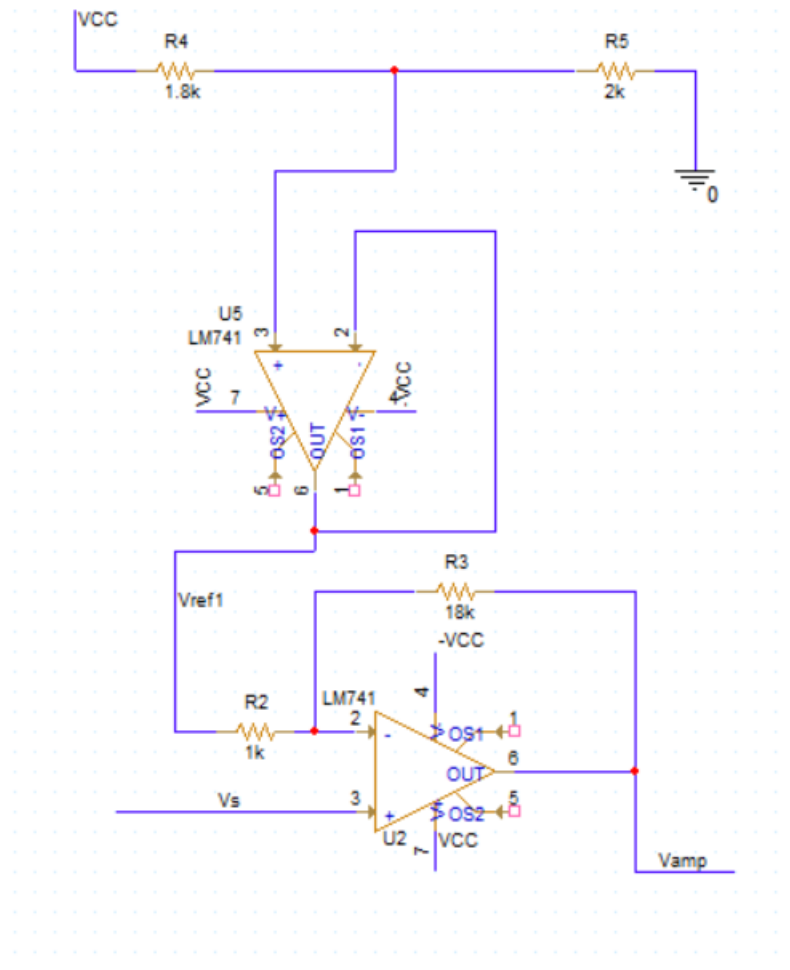 VCC
R4
R5
1.8k
2k
0
U5
LM741
3
2
+
-
VCC
7
V+
V-
4
-VCC
OS2
OUT
OS1
5
6
1
R3
Vref1
18k
-VCC
R2
LM741
4
2
-
V-
OS1
1
1k
OUT
6
Vs
3
+
V+
OS2
5
U2
7
VCC
Vamp